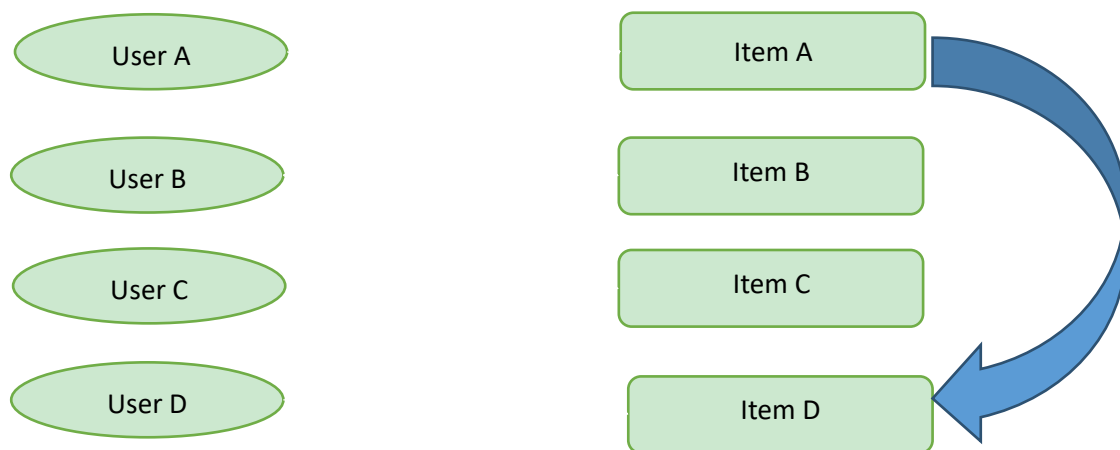 User A
Item A
User B
Item B
User C
Item C
User D
Item D